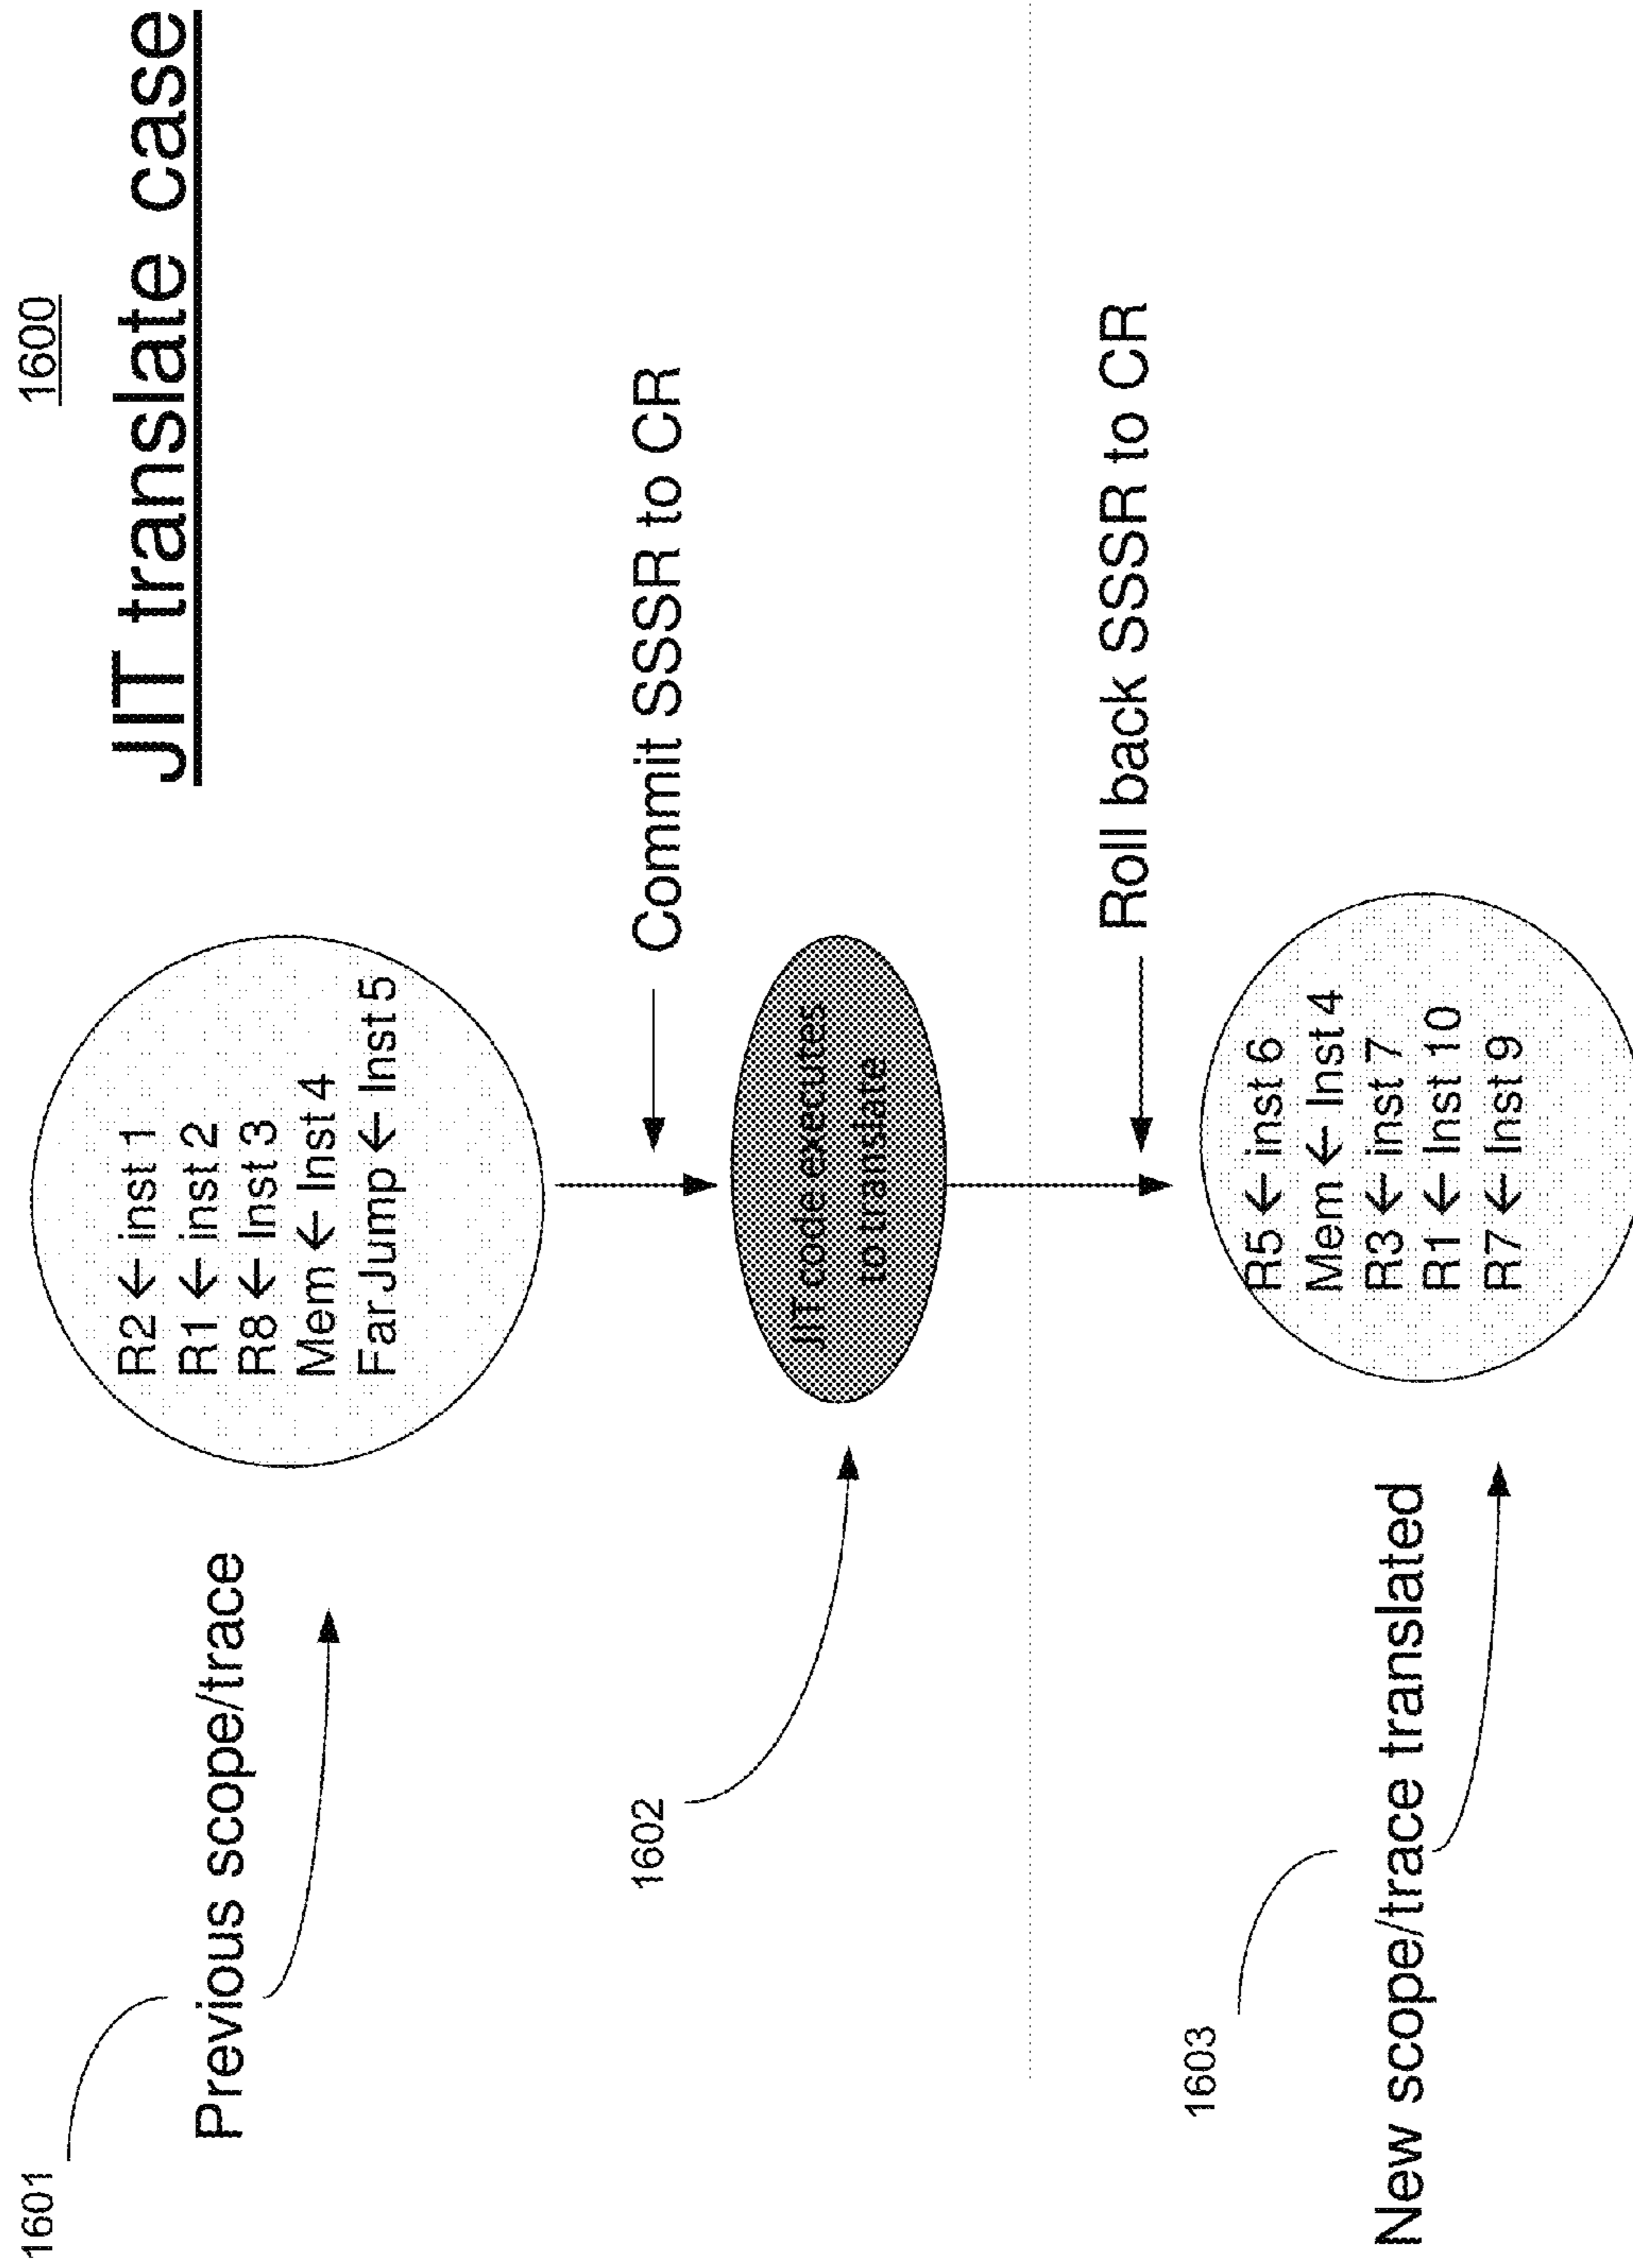 1600
JIT translate case
1601
Previous scope/trace
R2 ← inst 1
R1 ← inst 2
R8 ← Inst 3
Mem ← Inst 4
Far Jump ← Inst 5
Commit SSSR to CR
1602
JIT code executes
to translate
Roll back SSSR to CR
1603
New scope/trace translated
R5 ← inst 6
Mem ← Inst 4
R3 ← inst 7
R1 ← Inst 10
R7 ← Inst 9